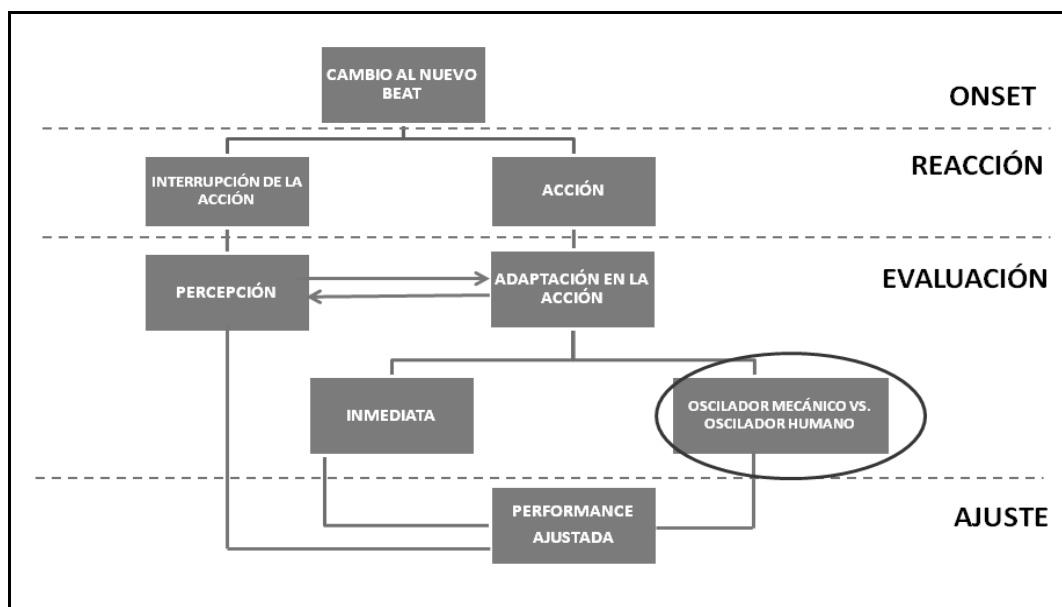 CAMBIO AL NUEVO
BEAT
ONSET
REACCIÓN
INTERRUPCIÓN DE LA
ACCIÓN
ACCIÓN
EVALUACIÓN
PERCEPCIÓN
ADAPTACIÓN EN LA
ACCIÓN
INMEDIATA
OSCILADOR MECÁNICO VS.
OSCILADOR HUMANO
PERFORMANCE
AJUSTADA
AJUSTE